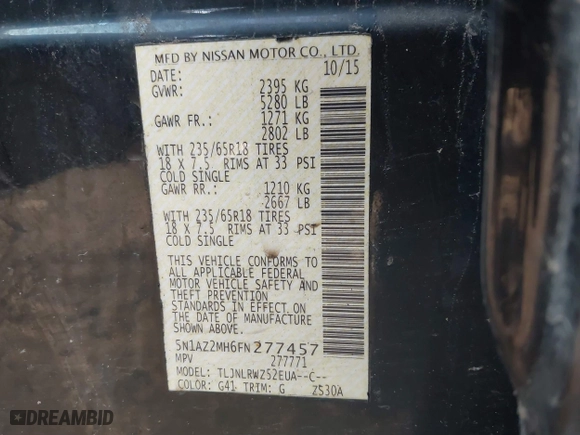 MFD BY NISSAN MOTOR CO., LTD.
DATE: 10/15
GVWR: 2395 KG
5280 LB
GAWR FR.: 1271 KG
2802 LB
WITH 235/65R18 TIRES
18 X 7.5 RIMS AT 33 PSI
COLD SINGLE
GAWR RR.: 1210 KG
2667 LB
WITH 235/65R18 TIRES
18 X 7.5 RIMS AT 33 PSI
COLD SINGLE
THIS VEHICLE CONFORMS TO
ALL APPLICABLE FEDERAL
MOTOR VEHICLE SAFETY AND
THEFT PREVENTION
STANDARDS IN EFFECT ON
THE DATE OF MANUFACTURE
SHOWN ABOVE.
5N1AZ2MH6FN277457
MPV 277771
MODEL: TLJNLRWZ52EUA--C--
COLOR: G41 TRIM: G ZS30A
DEALER CAR SEARCH